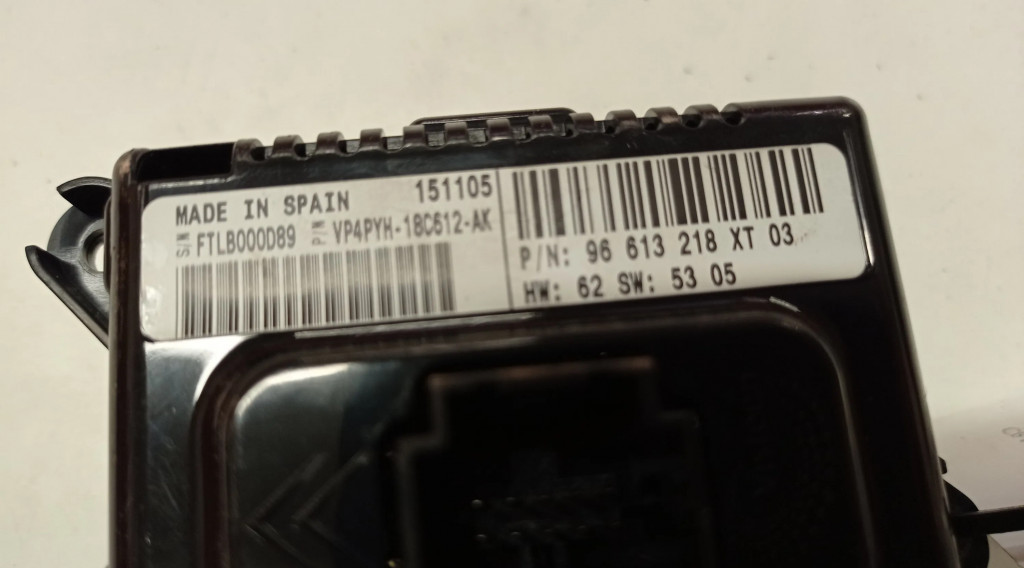 MADE IN SPAIN 151105
S/N FTLB000D89 P/N VP4PYH-18C612-AK
P/N: 96 613 218 XT 03
HW: 62 SW: 53 05